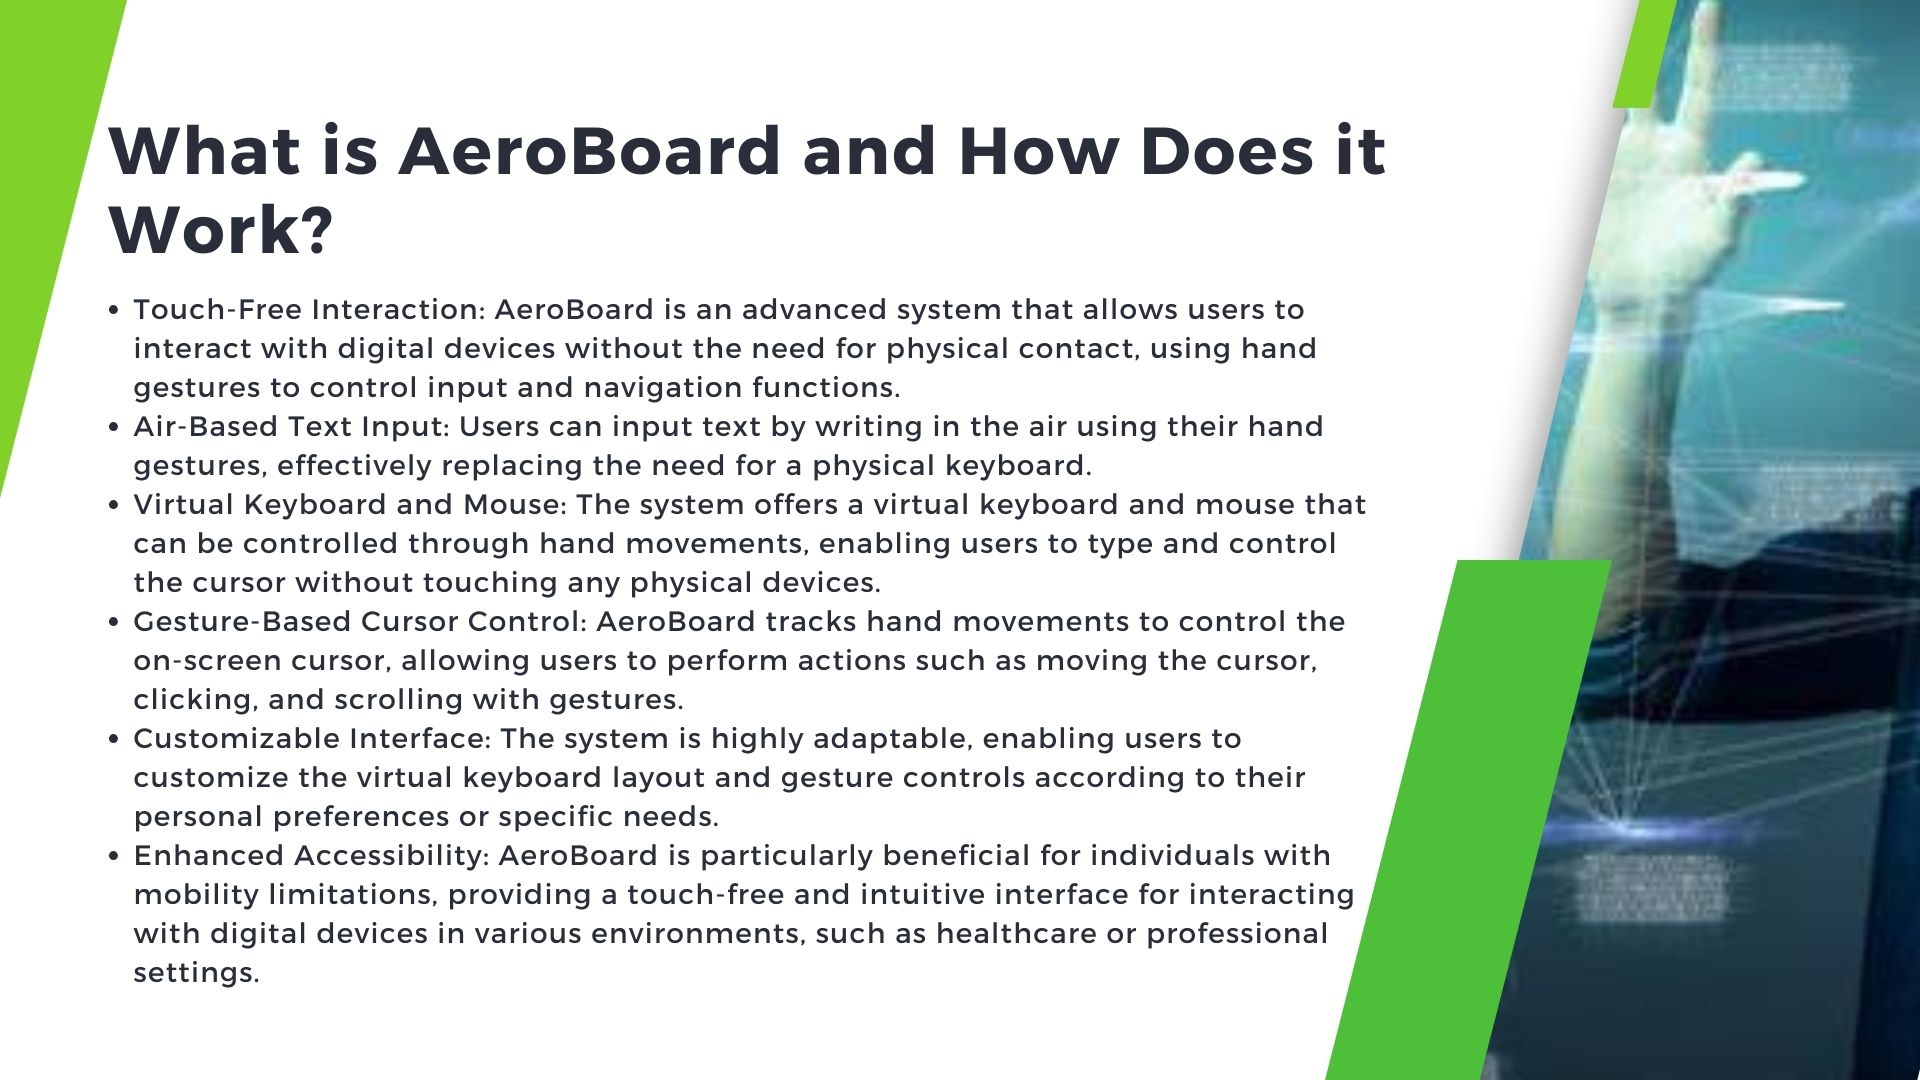 What is AeroBoard and How Does it
Work?
• Touch-Free Interaction: AeroBoard is an advanced system that allows users to
interact with digital devices without the need for physical contact, using hand
gestures to control input and navigation functions.
• Air-Based Text Input: Users can input text by writing in the air using their hand
gestures, effectively replacing the need for a physical keyboard.
• Virtual Keyboard and Mouse: The system offers a virtual keyboard and mouse that
can be controlled through hand movements, enabling users to type and control
the cursor without touching any physical devices.
• Gesture-Based Cursor Control: AeroBoard tracks hand movements to control the
on-screen cursor, allowing users to perform actions such as moving the cursor,
clicking, and scrolling with gestures.
• Customizable Interface: The system is highly adaptable, enabling users to
customize the virtual keyboard layout and gesture controls according to their
personal preferences or specific needs.
• Enhanced Accessibility: AeroBoard is particularly beneficial for individuals with
mobility limitations, providing a touch-free and intuitive interface for interacting
with digital devices in various environments, such as healthcare or professional
settings.